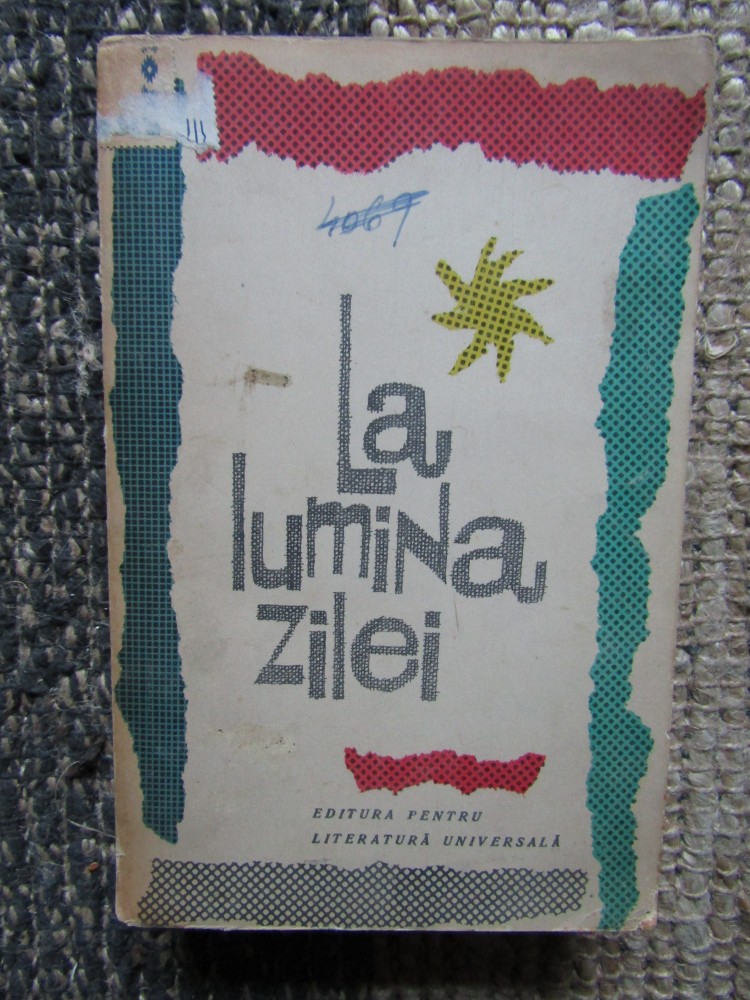 4069
La
lumina
zilei
EDITURA PENTRU
LITERATURĂ UNIVERSALĂ